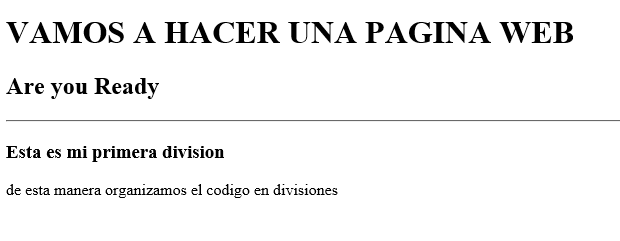 VAMOS A HACER UNA PAGINA WEB
Are you Ready
Esta es mi primera division
de esta manera organizamos el codigo en divisiones